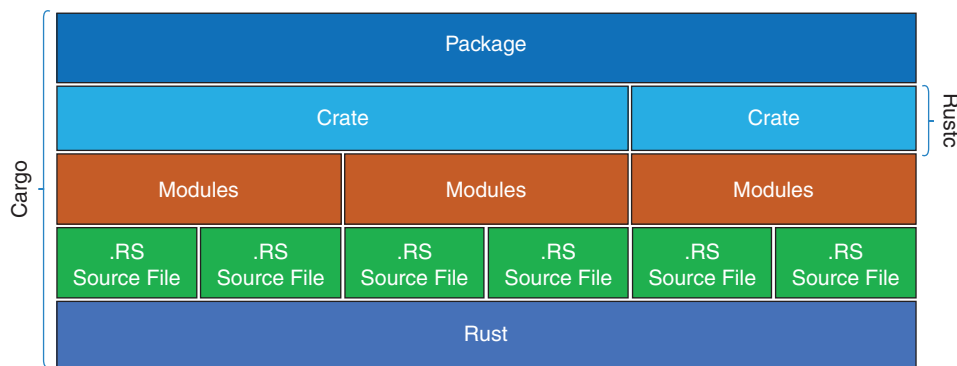 Package
Crate
Crate
Rustc
Cargo
Modules
Modules
Modules
.RS
Source File
.RS
Source File
.RS
Source File
.RS
Source File
.RS
Source File
.RS
Source File
Rust